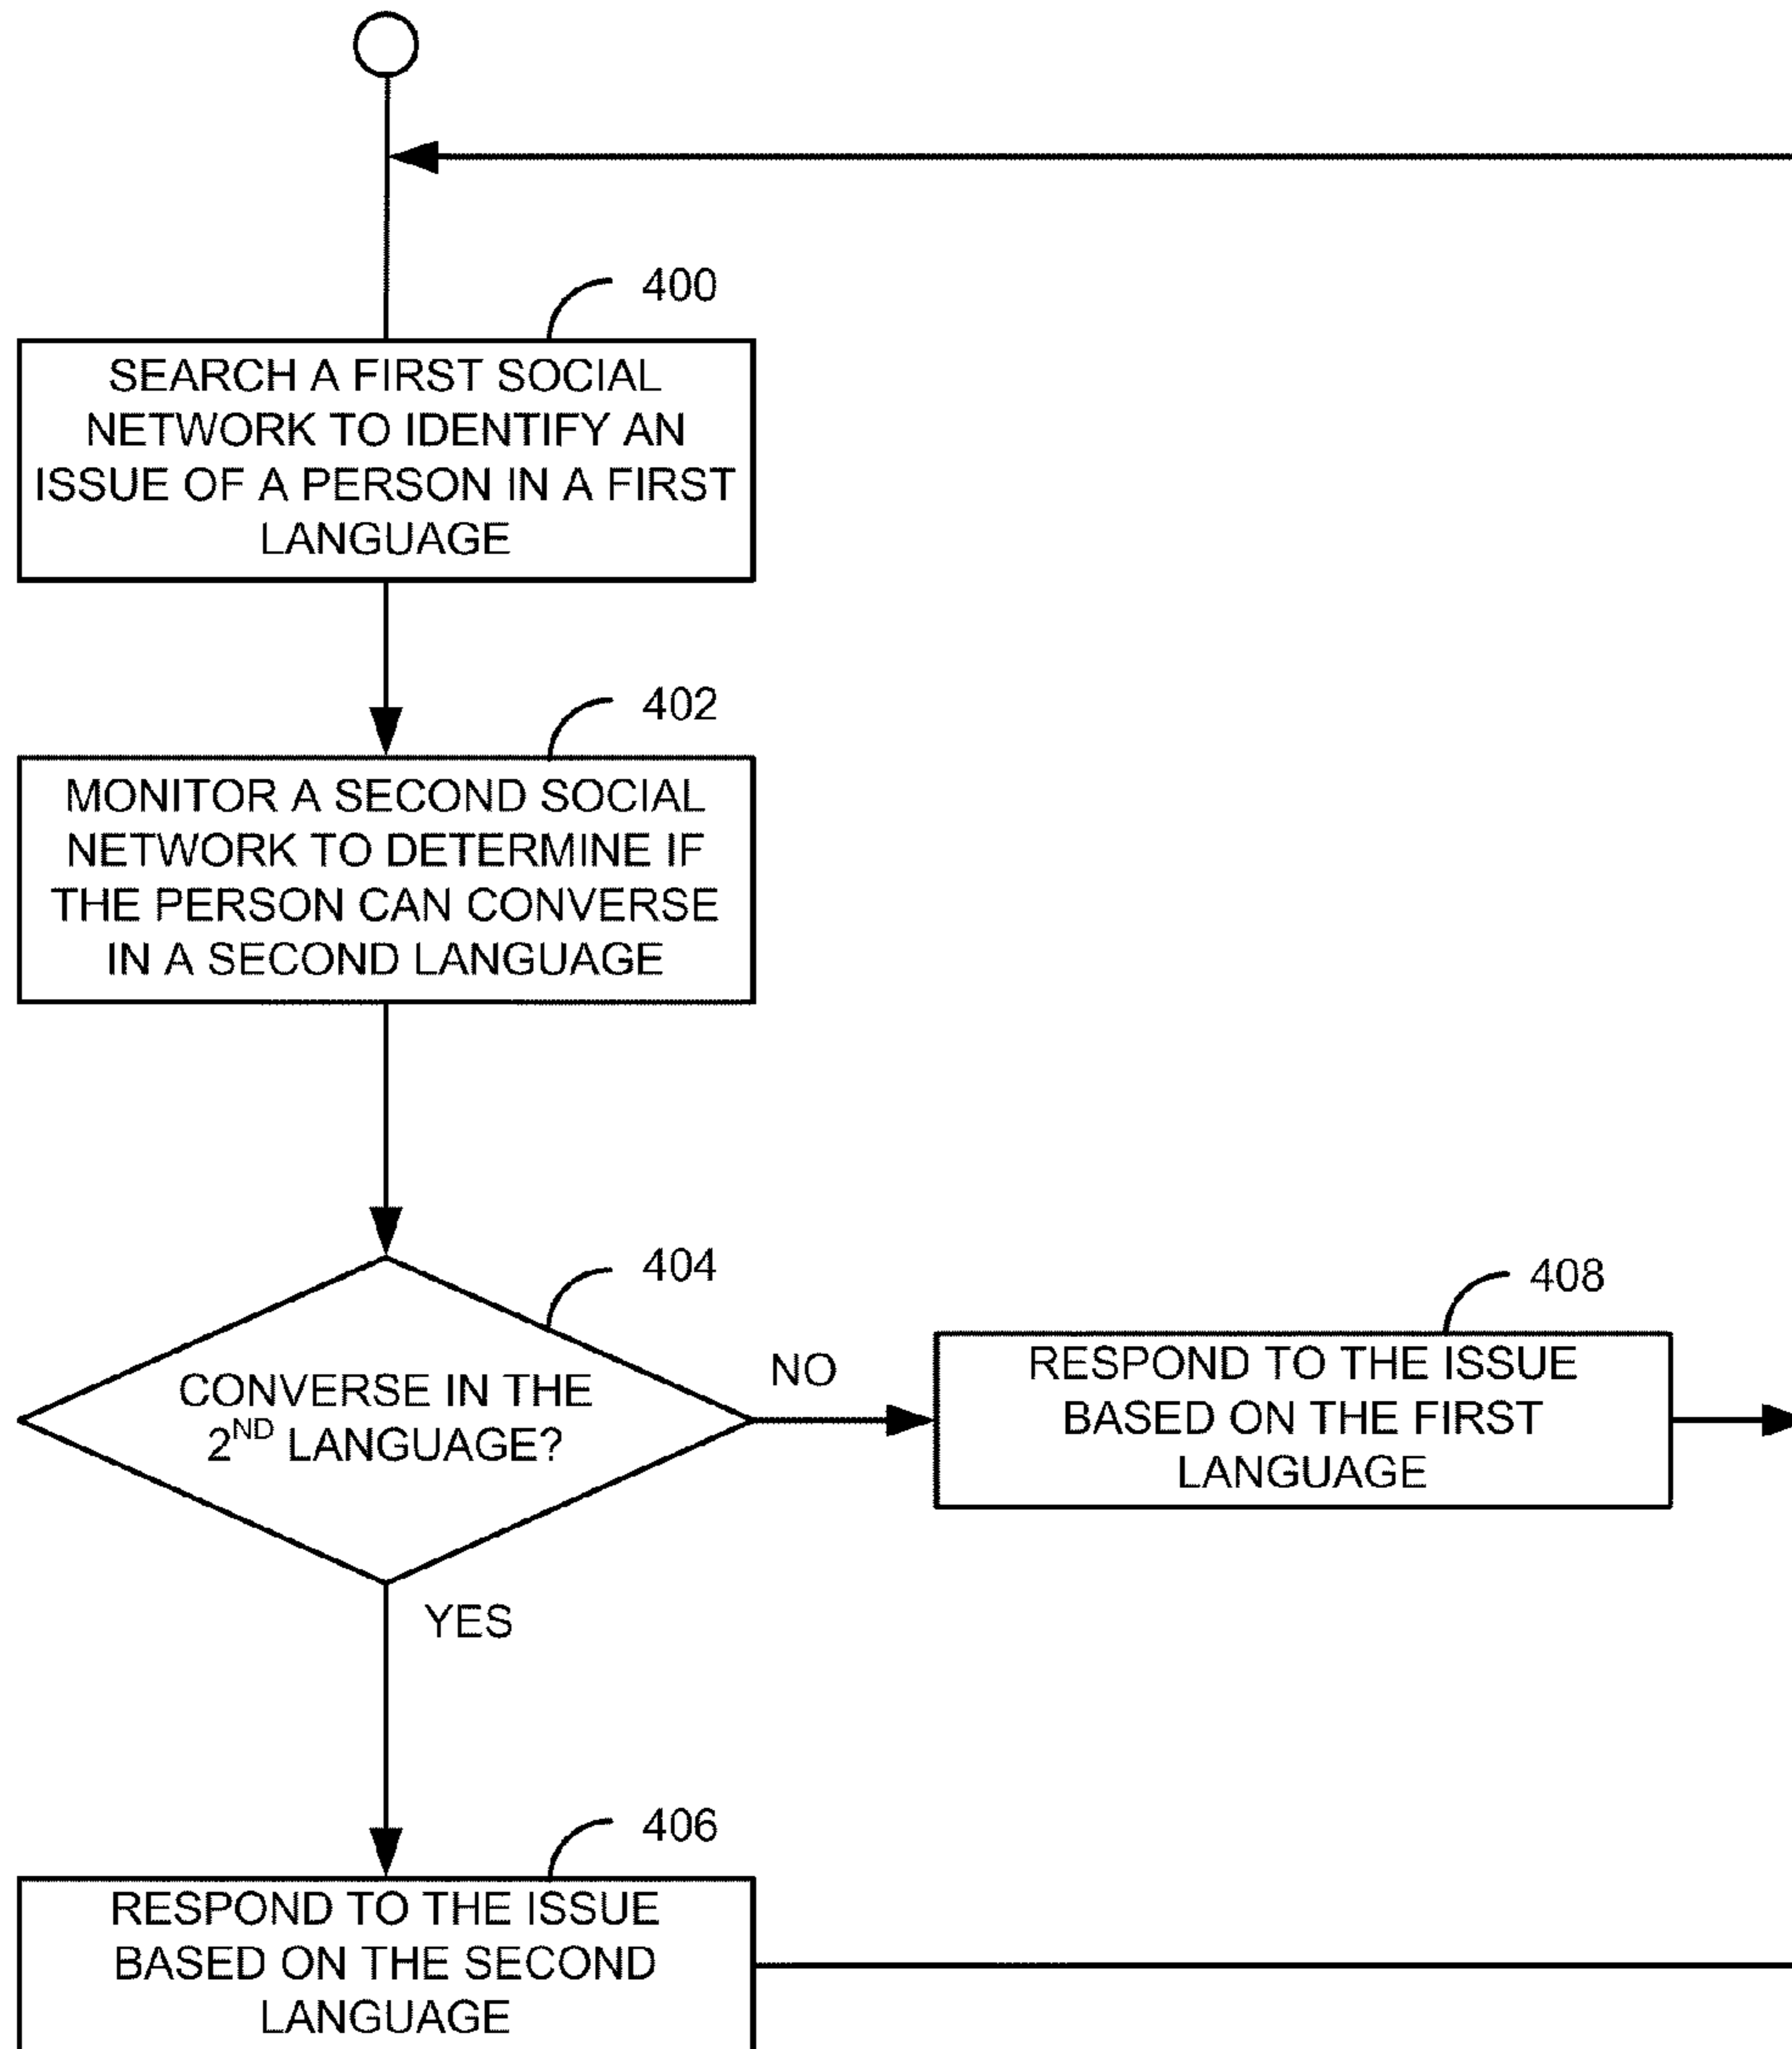 400
SEARCH A FIRST SOCIAL
NETWORK TO IDENTIFY AN
ISSUE OF A PERSON IN A FIRST
LANGUAGE
402
MONITOR A SECOND SOCIAL
NETWORK TO DETERMINE IF
THE PERSON CAN CONVERSE
IN A SECOND LANGUAGE
404
CONVERSE IN THE
2ND LANGUAGE?
NO
408
RESPOND TO THE ISSUE
BASED ON THE FIRST
LANGUAGE
YES
406
RESPOND TO THE ISSUE
BASED ON THE SECOND
LANGUAGE